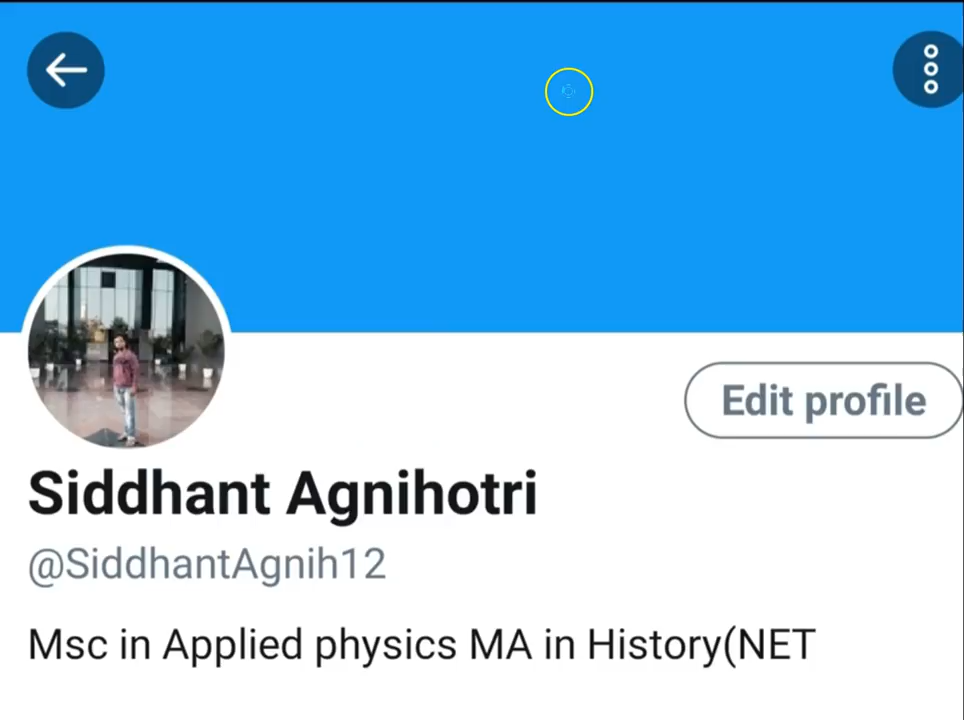 Edit profile
Siddhant Agnihotri
@SiddhantAgnih12
Msc in Applied physics MA in History(NET